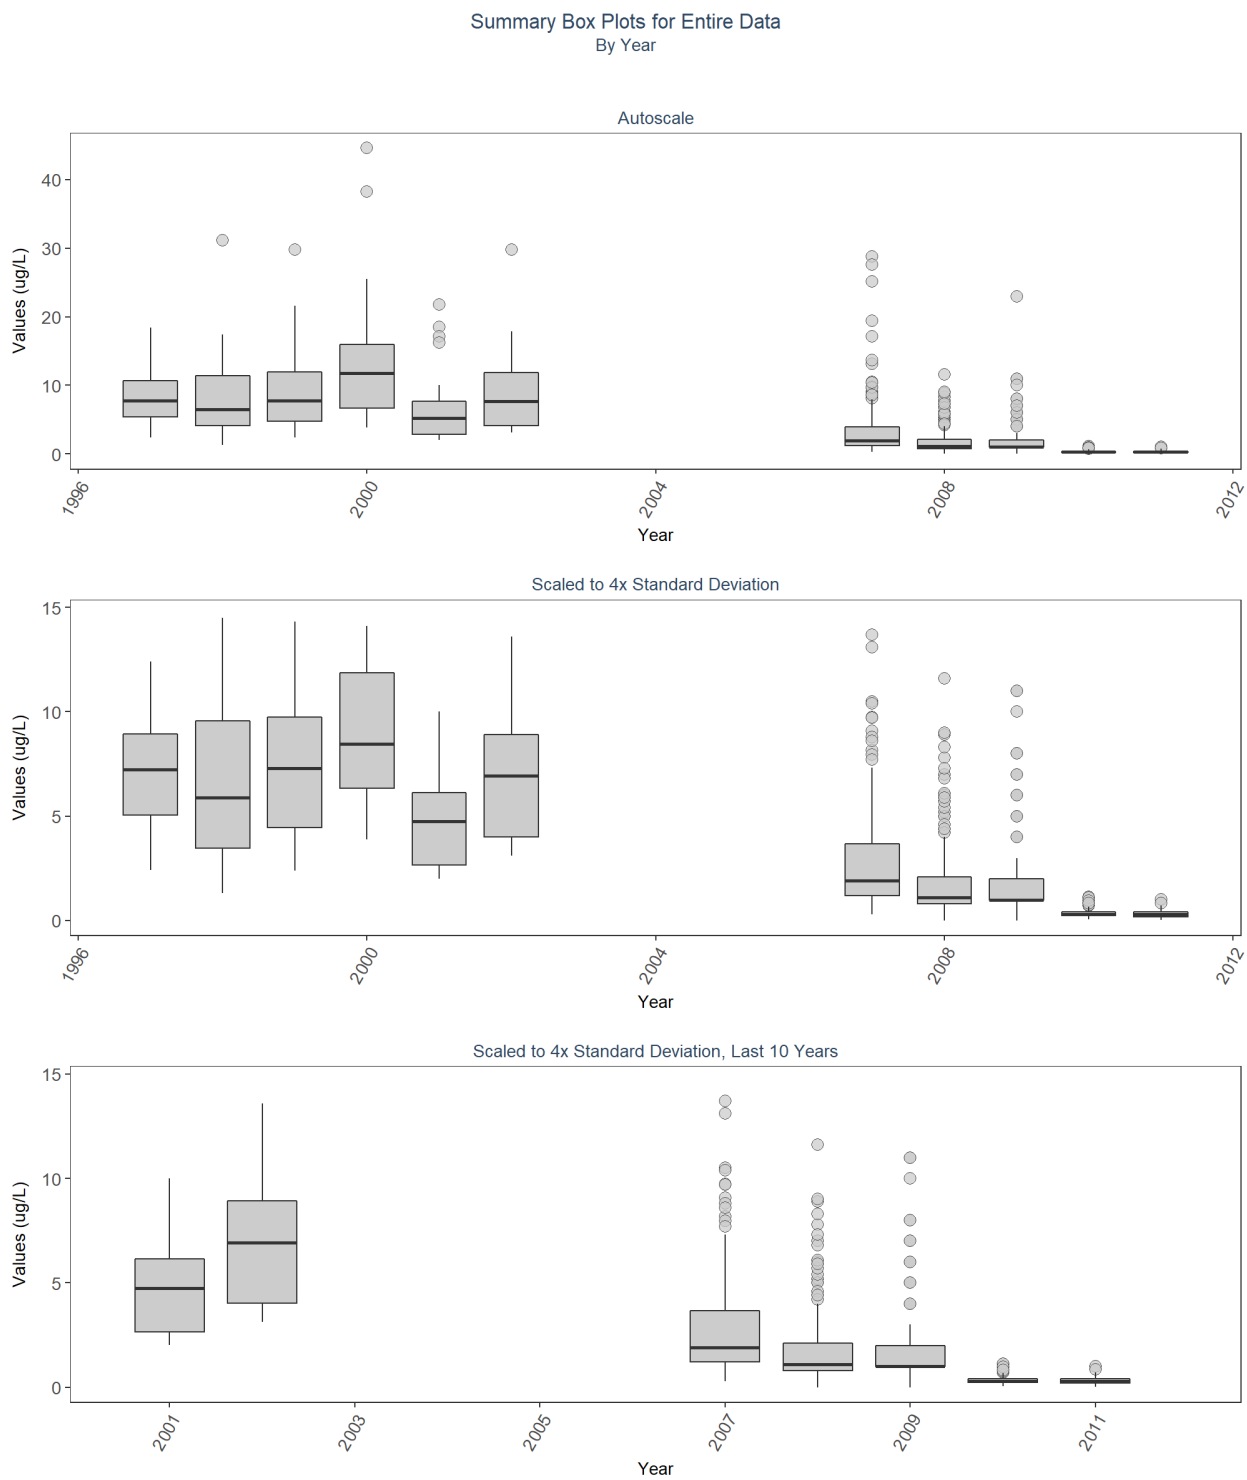 Summary Box Plots for Entire Data
By Year
Autoscale
Values (ug/L)
40
30
20
10
0
1996
2000
2004
2008
2012
Year
Scaled to 4x Standard Deviation
Values (ug/L)
15
10
5
0
1996
2000
2004
2008
2012
Year
Scaled to 4x Standard Deviation, Last 10 Years
Values (ug/L)
15
10
5
0
2001
2003
2005
2007
2009
2011
Year